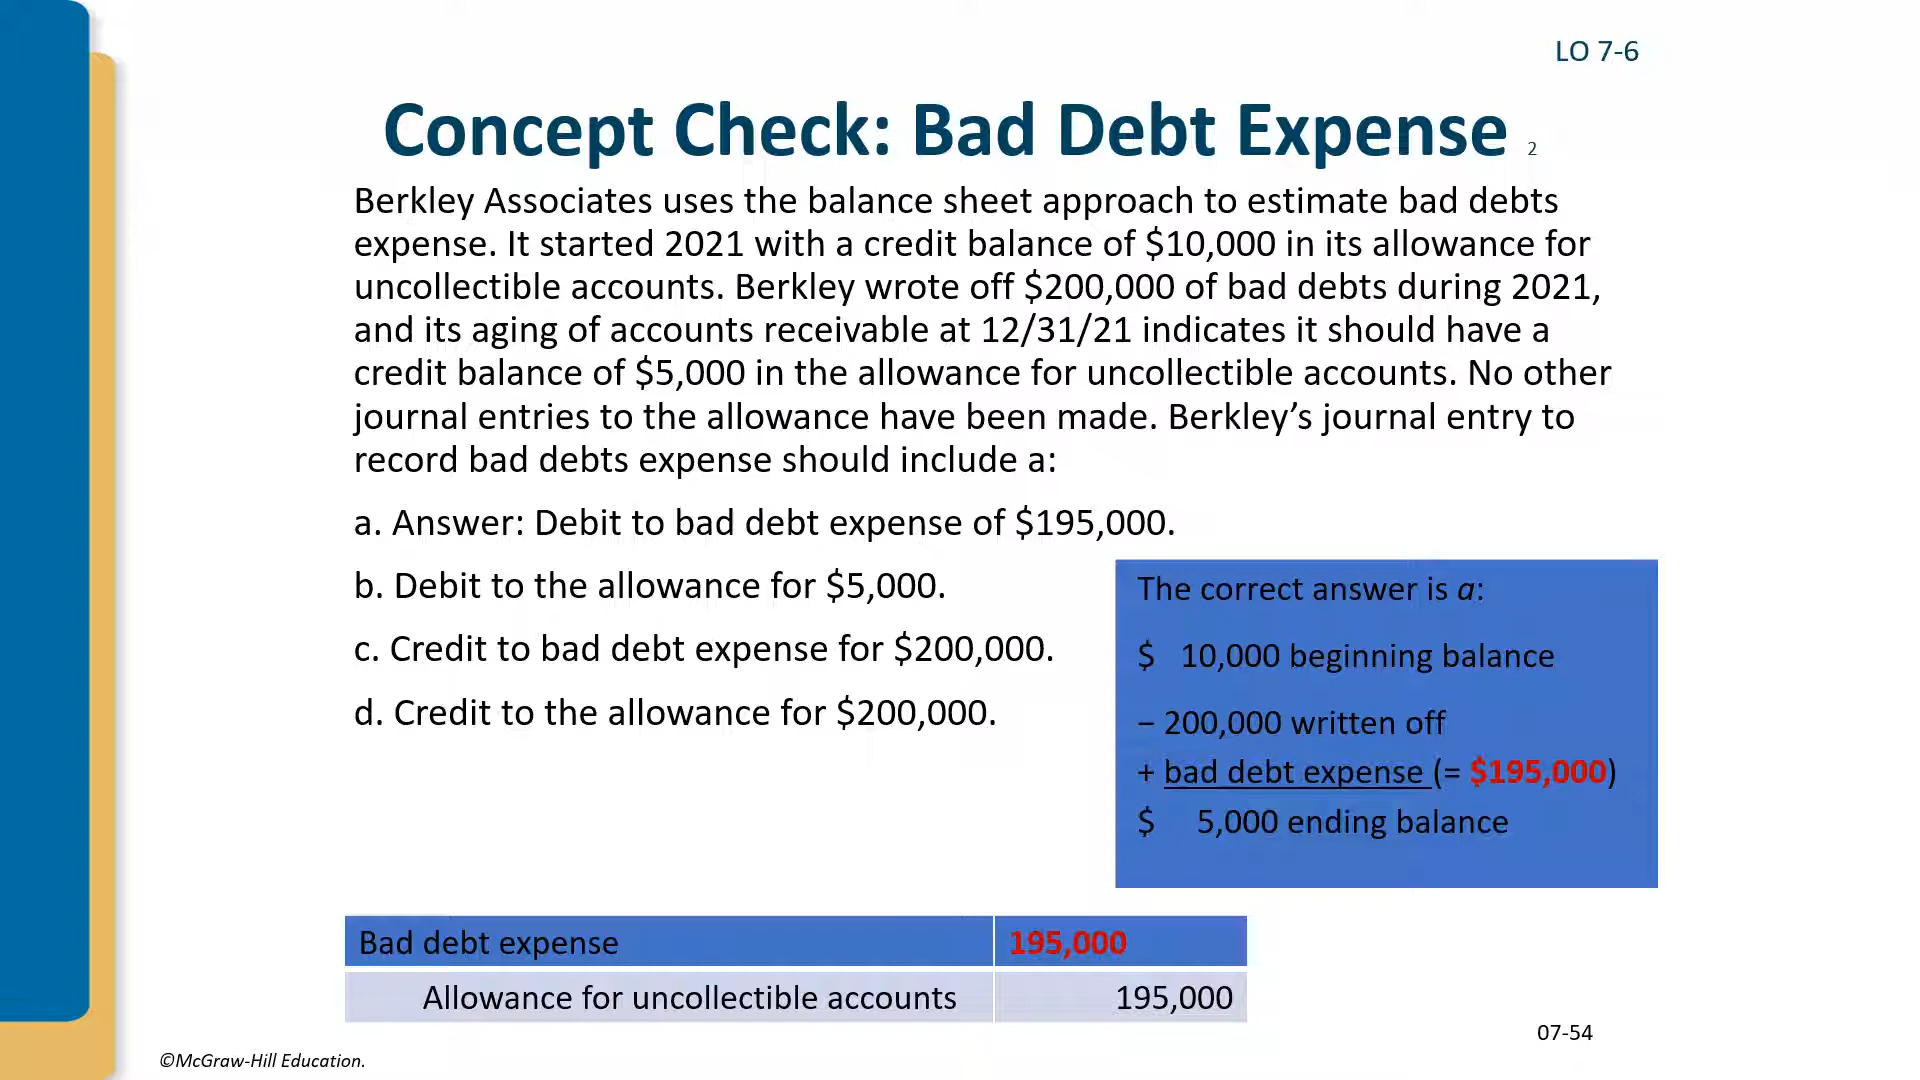 LO 7-6
Concept Check: Bad Debt Expense 2
Berkley Associates uses the balance sheet approach to estimate bad debts
expense. It started 2021 with a credit balance of $10,000 in its allowance for
uncollectible accounts. Berkley wrote off $200,000 of bad debts during 2021,
and its aging of accounts receivable at 12/31/21 indicates it should have a
credit balance of $5,000 in the allowance for uncollectible accounts. No other
journal entries to the allowance have been made. Berkley’s journal entry to
record bad debts expense should include a:
a. Answer: Debit to bad debt expense of $195,000.
b. Debit to the allowance for $5,000.
c. Credit to bad debt expense for $200,000.
d. Credit to the allowance for $200,000.
The correct answer is a:
$ 10,000 beginning balance
– 200,000 written off
+ bad debt expense (= $195,000)
$ 5,000 ending balance
Bad debt expense 195,000
Allowance for uncollectible accounts 195,000
07-54
©McGraw-Hill Education.